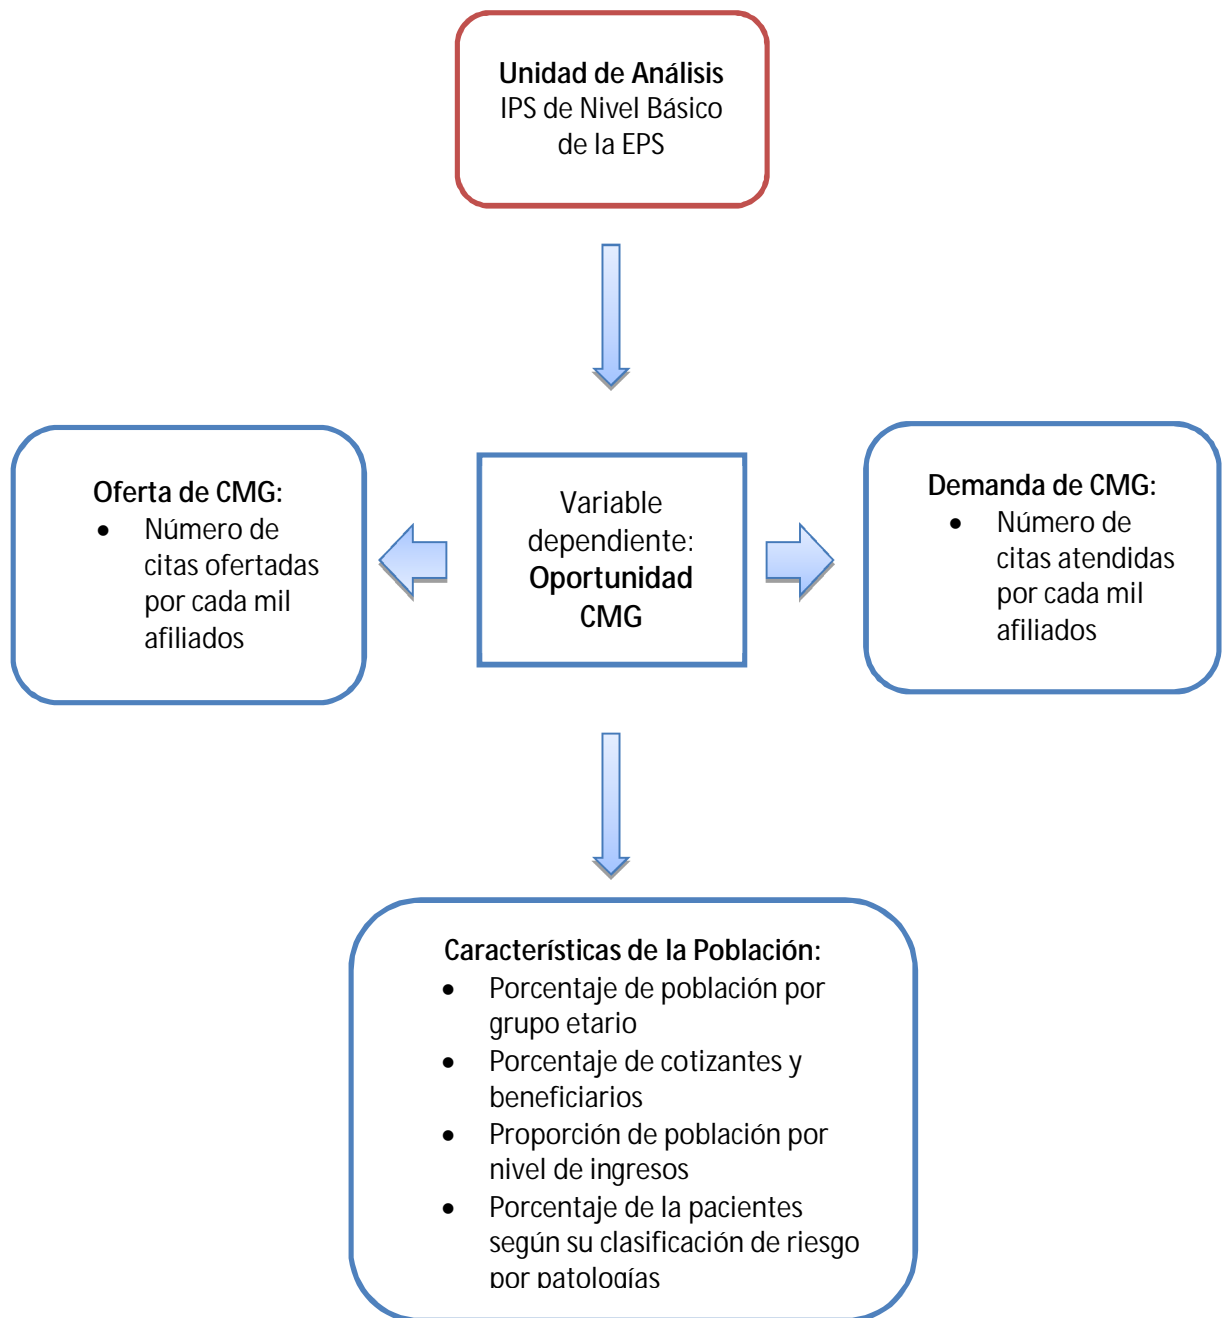 Unidad de Análisis
IPS de Nivel Básico
de la EPS
Oferta de CMG:
• Número de
citas ofertadas
por cada mil
afiliados
Variable
dependiente:
Oportunidad
CMG
Demanda de CMG:
• Número de
citas atendidas
por cada mil
afiliados
Características de la Población:
• Porcentaje de población por
grupo etario
• Porcentaje de cotizantes y
beneficiarios
• Proporción de población por
nivel de ingresos
• Porcentaje de la pacientes
según su clasificación de riesgo
por patologías